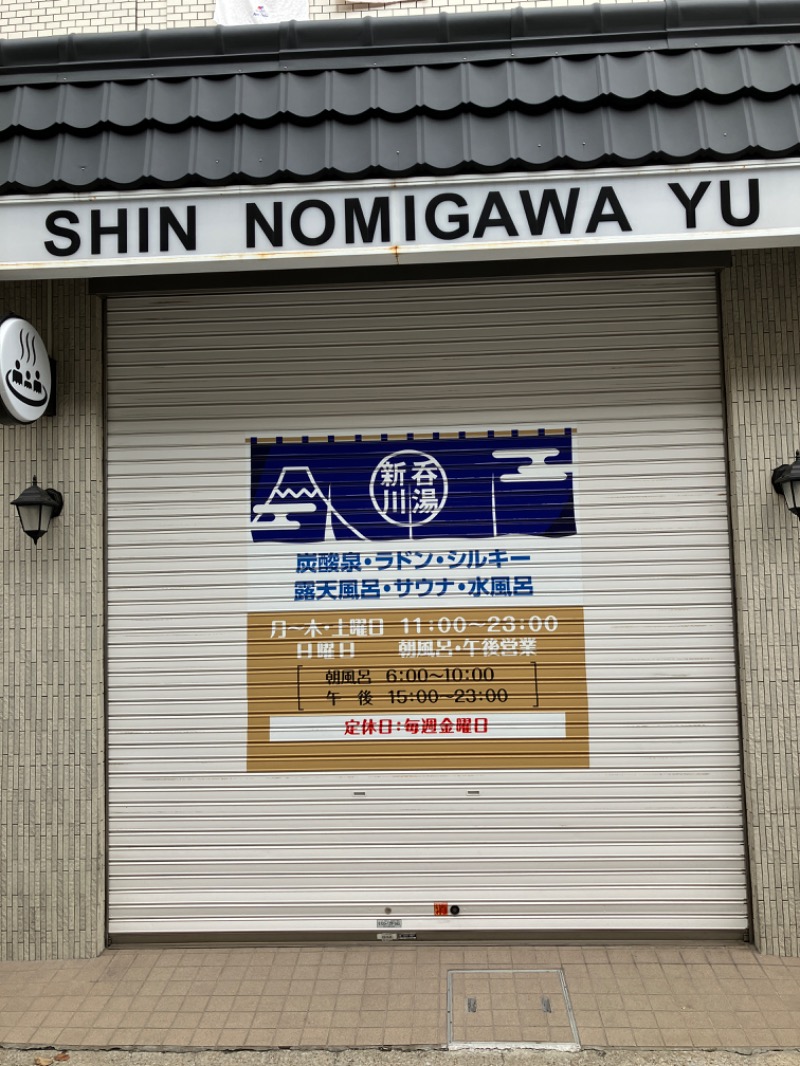 SHIN NOMIGAWA YU
新呑
川湯
炭酸泉・ラドン・シルキー
露天風呂・サウナ・水風呂
月〜木・土曜日 11:00〜23:00
日曜日 朝風呂・午後営業
朝風呂 6:00〜10:00
午後 15:00〜23:00
定休日:毎週金曜日